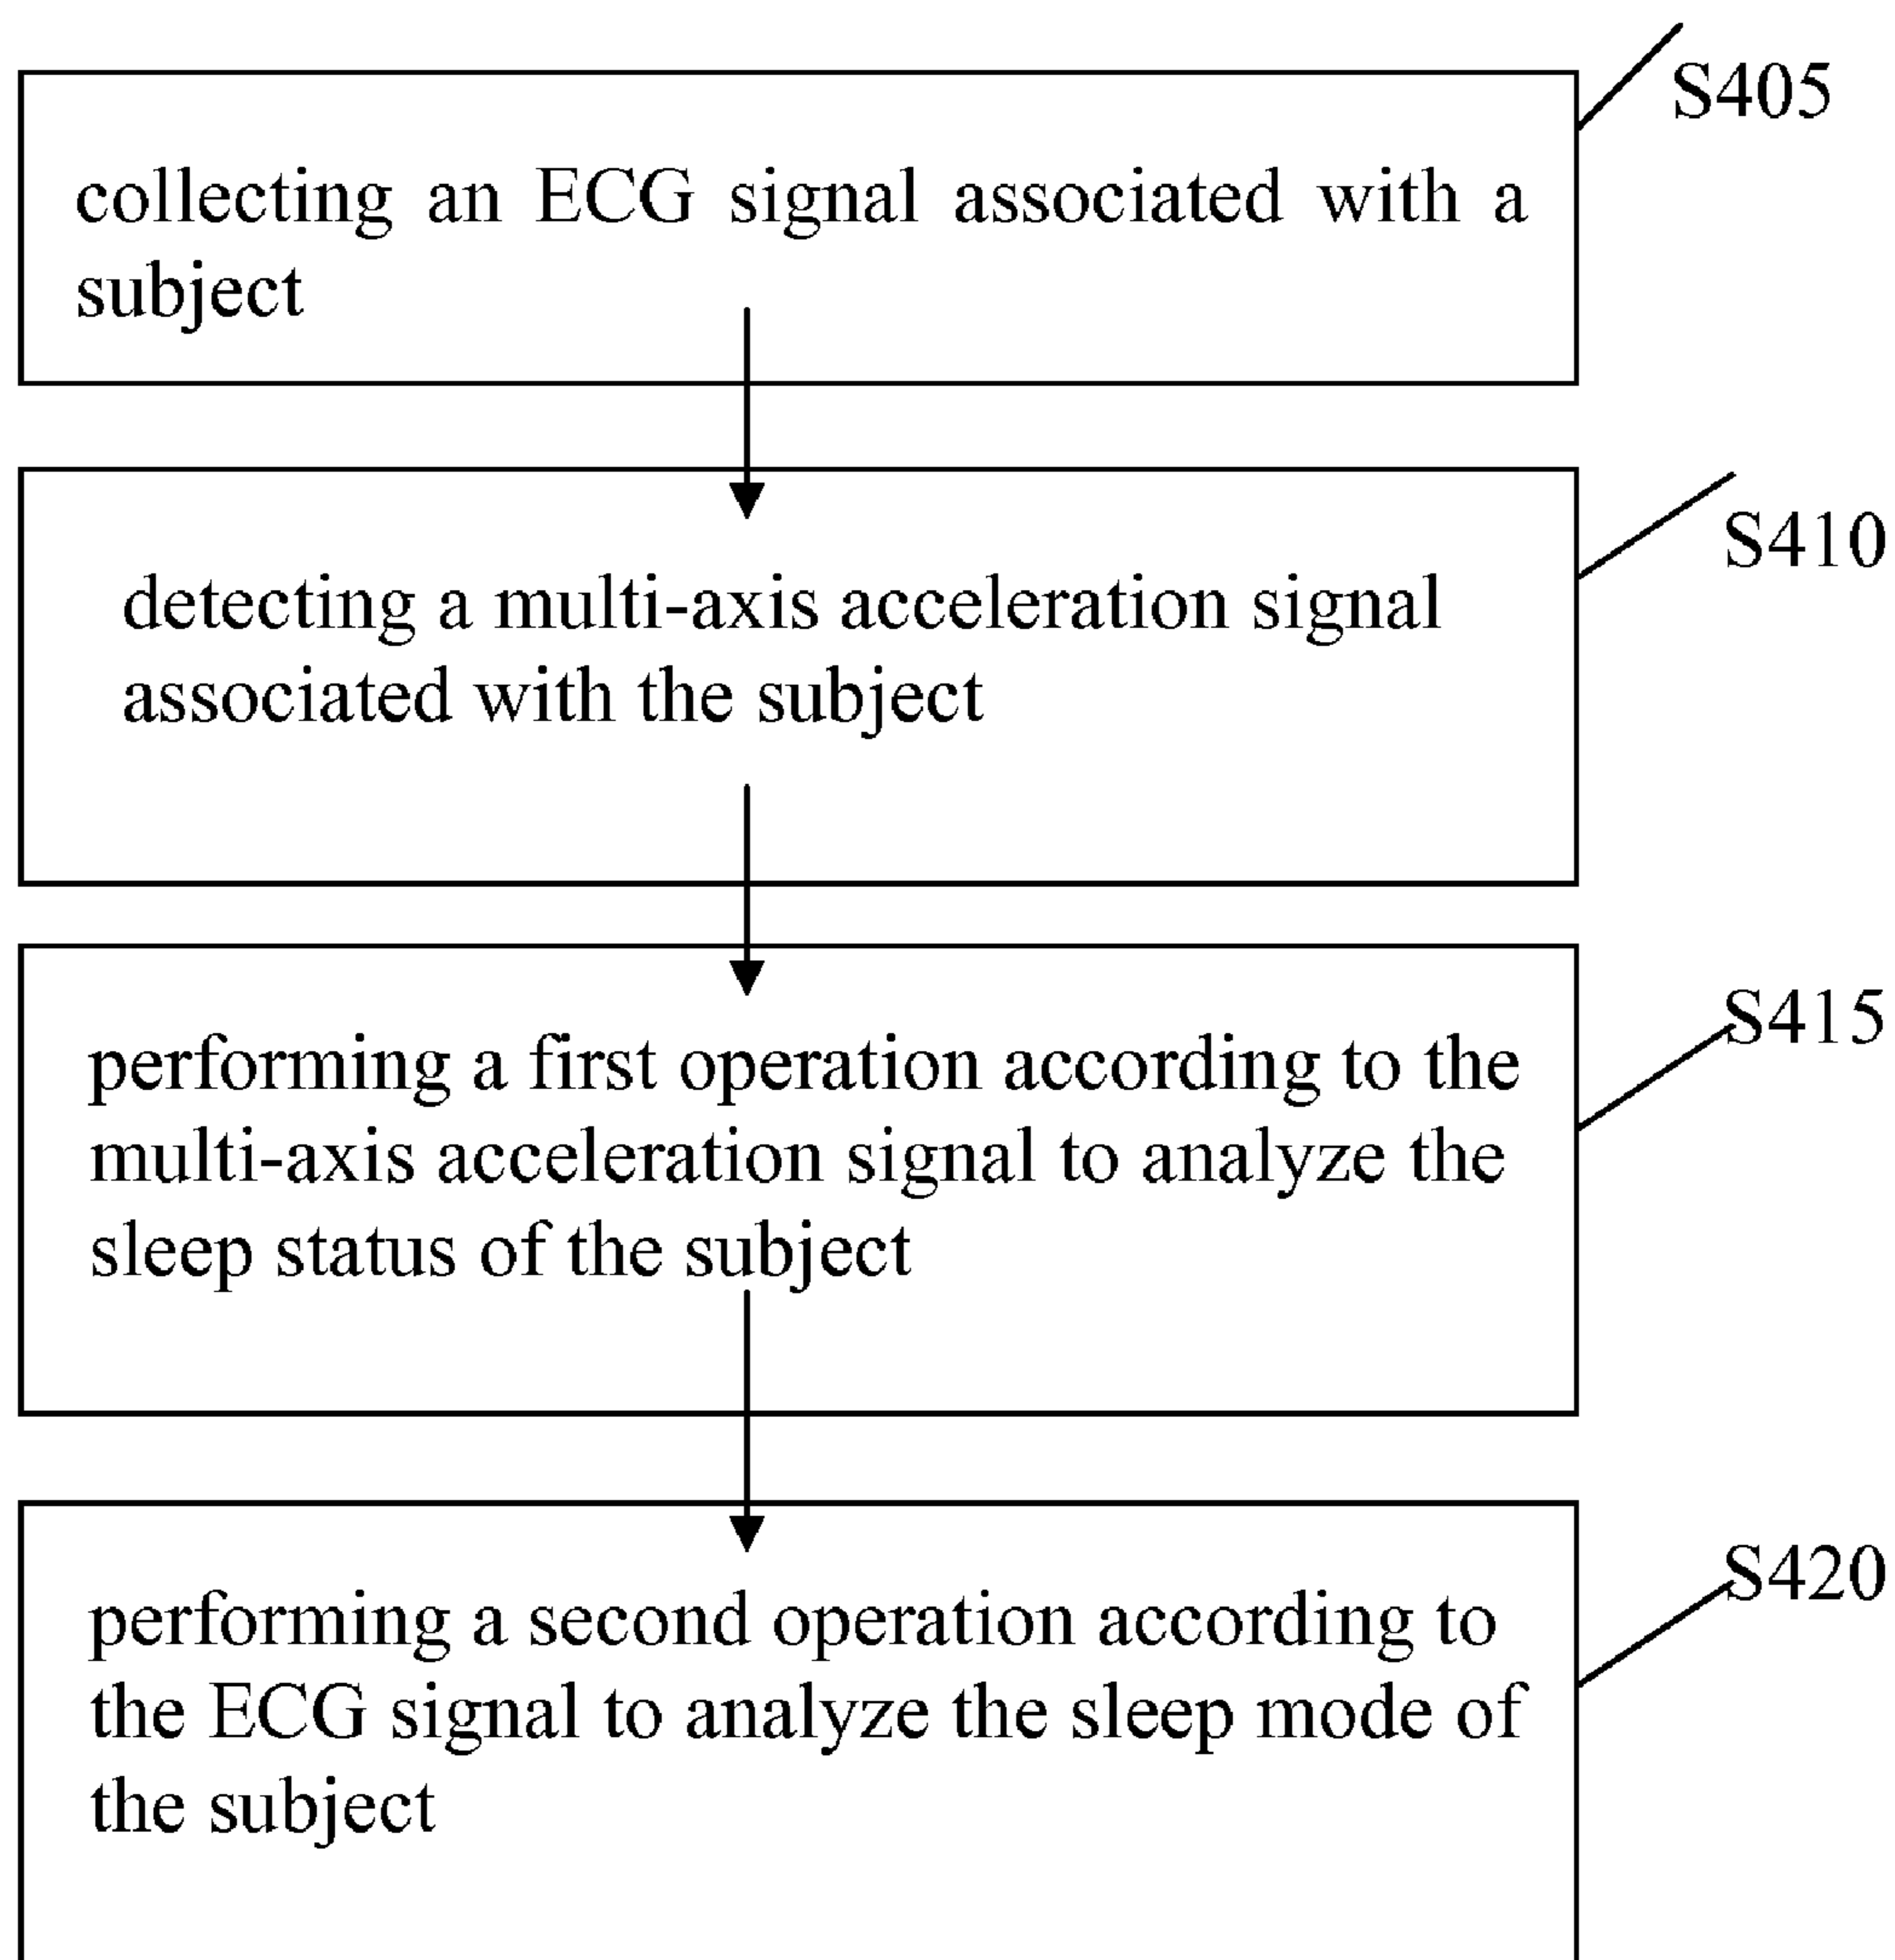 S405
collecting an ECG signal associated with a
subject
S410
detecting a multi-axis acceleration signal
associated with the subject
S415
performing a first operation according to the
multi-axis acceleration signal to analyze the
sleep status of the subject
S420
performing a second operation according to
the ECG signal to analyze the sleep mode of
the subject